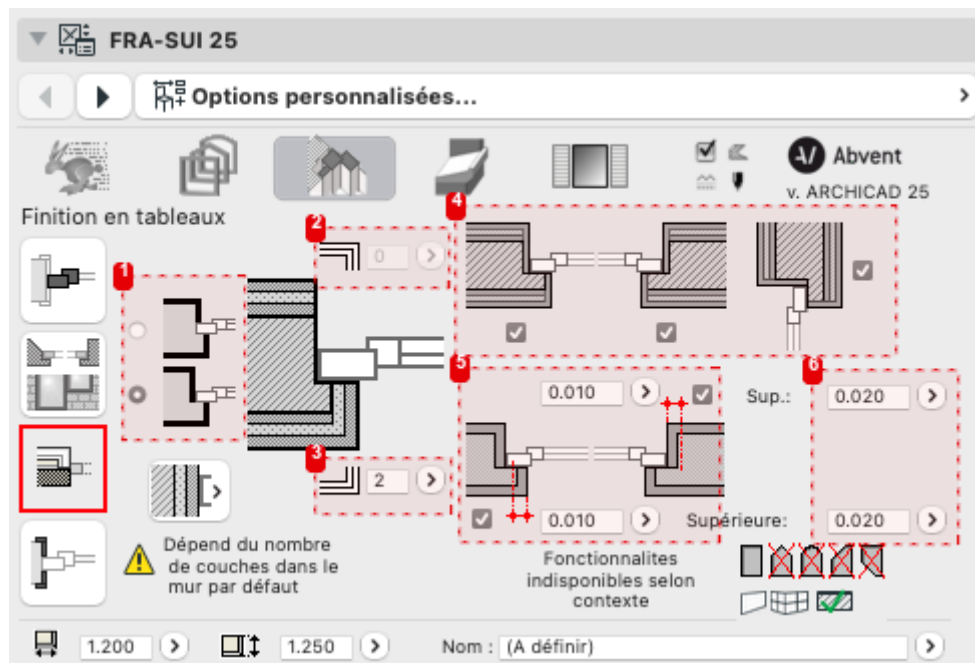 FRA-SUI 25
Options personnalisées...
Abvent
v. ARCHICAD 25
Finition en tableaux
1
2
0
3
2
4
5
0.010
0.010
6
Sup.: 0.020
Supérieure: 0.020
Dépend du nombre
de couches dans le
mur par défaut
Fonctionnalites
indisponibles selon
contexte
1.200
1.250
Nom : (A définir)